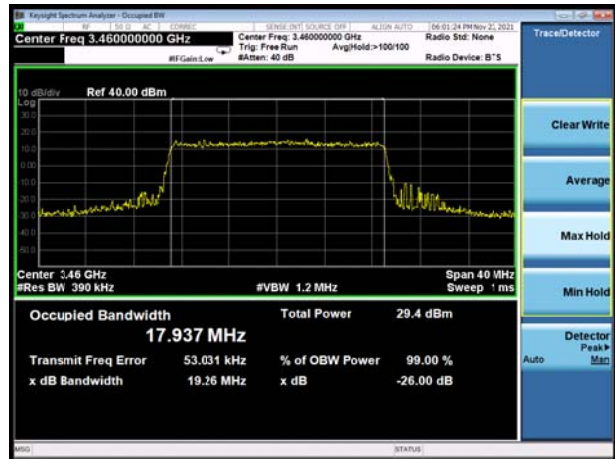 Keysight Spectrum Analyzer - Occupied BW
RF 50 Ω AC CORREC SENSE:INT SOURCE OFF ALIGN AUTO 06:01:24 PM Nov 23, 2021
Center Freq 3.460000000 GHz
Center Freq: 3.460000000 GHz
Radio Std: None
Trig: Free Run Avg|Hold:>100/100
#IFGain:Low #Atten: 40 dB Radio Device: BTS
Trace/Detector
10 dB/div Ref 40.00 dBm
Log
30.0
20.0
10.0
0.00
-10.0
-20.0
-30.0
-40.0
-50.0
Clear Write
Average
Max Hold
Min Hold
Detector
Peak▶
Auto Man
Center 3.46 GHz Span 40 MHz
#Res BW 390 kHz #VBW 1.2 MHz Sweep 1 ms
Occupied Bandwidth Total Power 29.4 dBm
17.937 MHz
Transmit Freq Error 53.031 kHz % of OBW Power 99.00 %
x dB Bandwidth 19.26 MHz x dB -26.00 dB
MSG STATUS